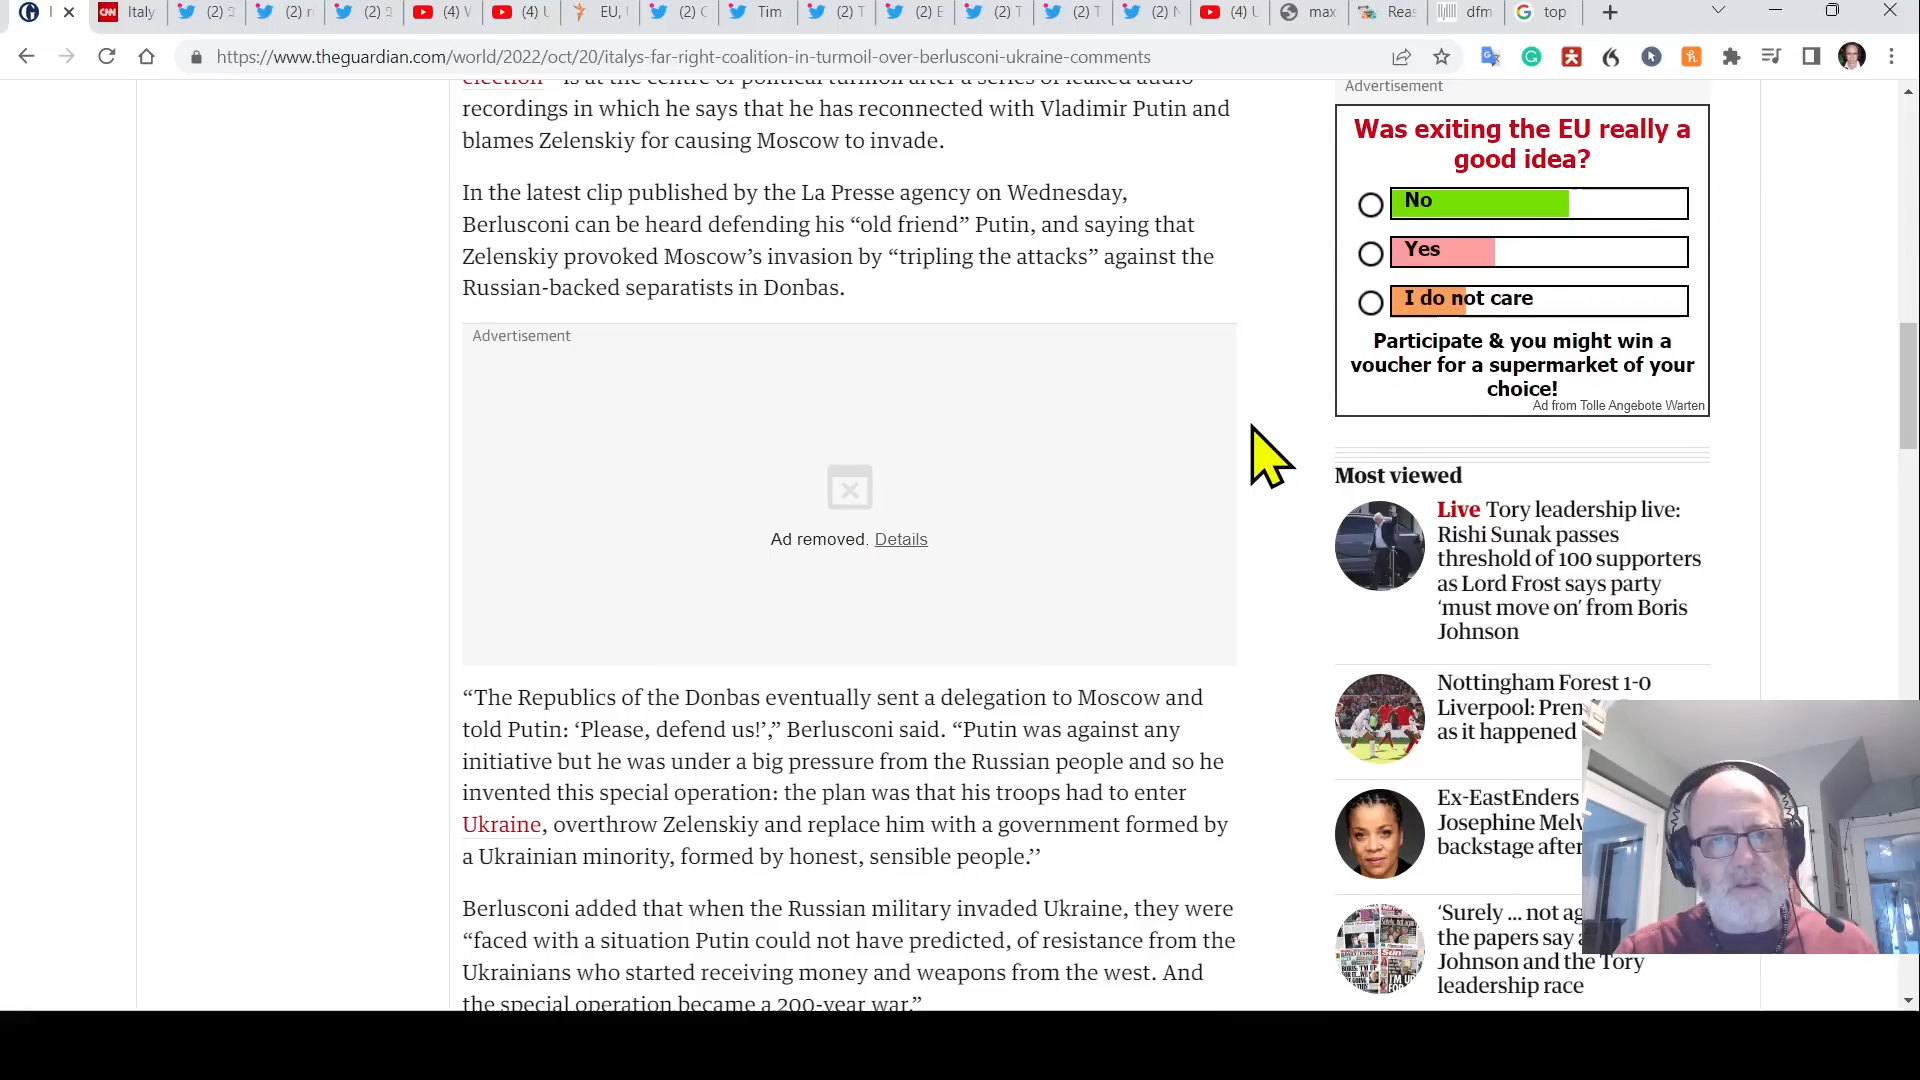 Italy
(2)
(2)
(2)
(4)
(4)
EU,
(2)
Tim
(2)
(2)
(2)
(2)
(2)
(4)
max
Reas
dfm
top
https://www.theguardian.com/world/2022/oct/20/italys-far-right-coalition-in-turmoil-over-berlusconi-ukraine-comments
election – is at the centre of political turmoil after a series of leaked audio
recordings in which he says that he has reconnected with Vladimir Putin and
blames Zelenskiy for causing Moscow to invade.
In the latest clip published by the La Presse agency on Wednesday,
Berlusconi can be heard defending his “old friend” Putin, and saying that
Zelenskiy provoked Moscow’s invasion by “tripling the attacks” against the
Russian-backed separatists in Donbas.
Advertisement
Ad removed. Details
“The Republics of the Donbas eventually sent a delegation to Moscow and
told Putin: ‘Please, defend us!’,” Berlusconi said. “Putin was against any
initiative but he was under a big pressure from the Russian people and so he
invented this special operation: the plan was that his troops had to enter
Ukraine, overthrow Zelenskiy and replace him with a government formed by
a Ukrainian minority, formed by honest, sensible people.’’
Berlusconi added that when the Russian military invaded Ukraine, they were
“faced with a situation Putin could not have predicted, of resistance from the
Ukrainians who started receiving money and weapons from the west. And
the special operation became a 200-year war.”
Advertisement
Was exiting the EU really a
good idea?
No
Yes
I do not care
Participate & you might win a
voucher for a supermarket of your
choice!
Ad from Tolle Angebote Warten
Most viewed
Live Tory leadership live:
Rishi Sunak passes
threshold of 100 supporters
as Lord Frost says party
‘must move on’ from Boris
Johnson
Nottingham Forest 1-0
Liverpool: Prem
as it happened
Ex-EastEnders
Josephine Melv
backstage after
‘Surely ... not ag
the papers say
Johnson and the Tory
leadership race